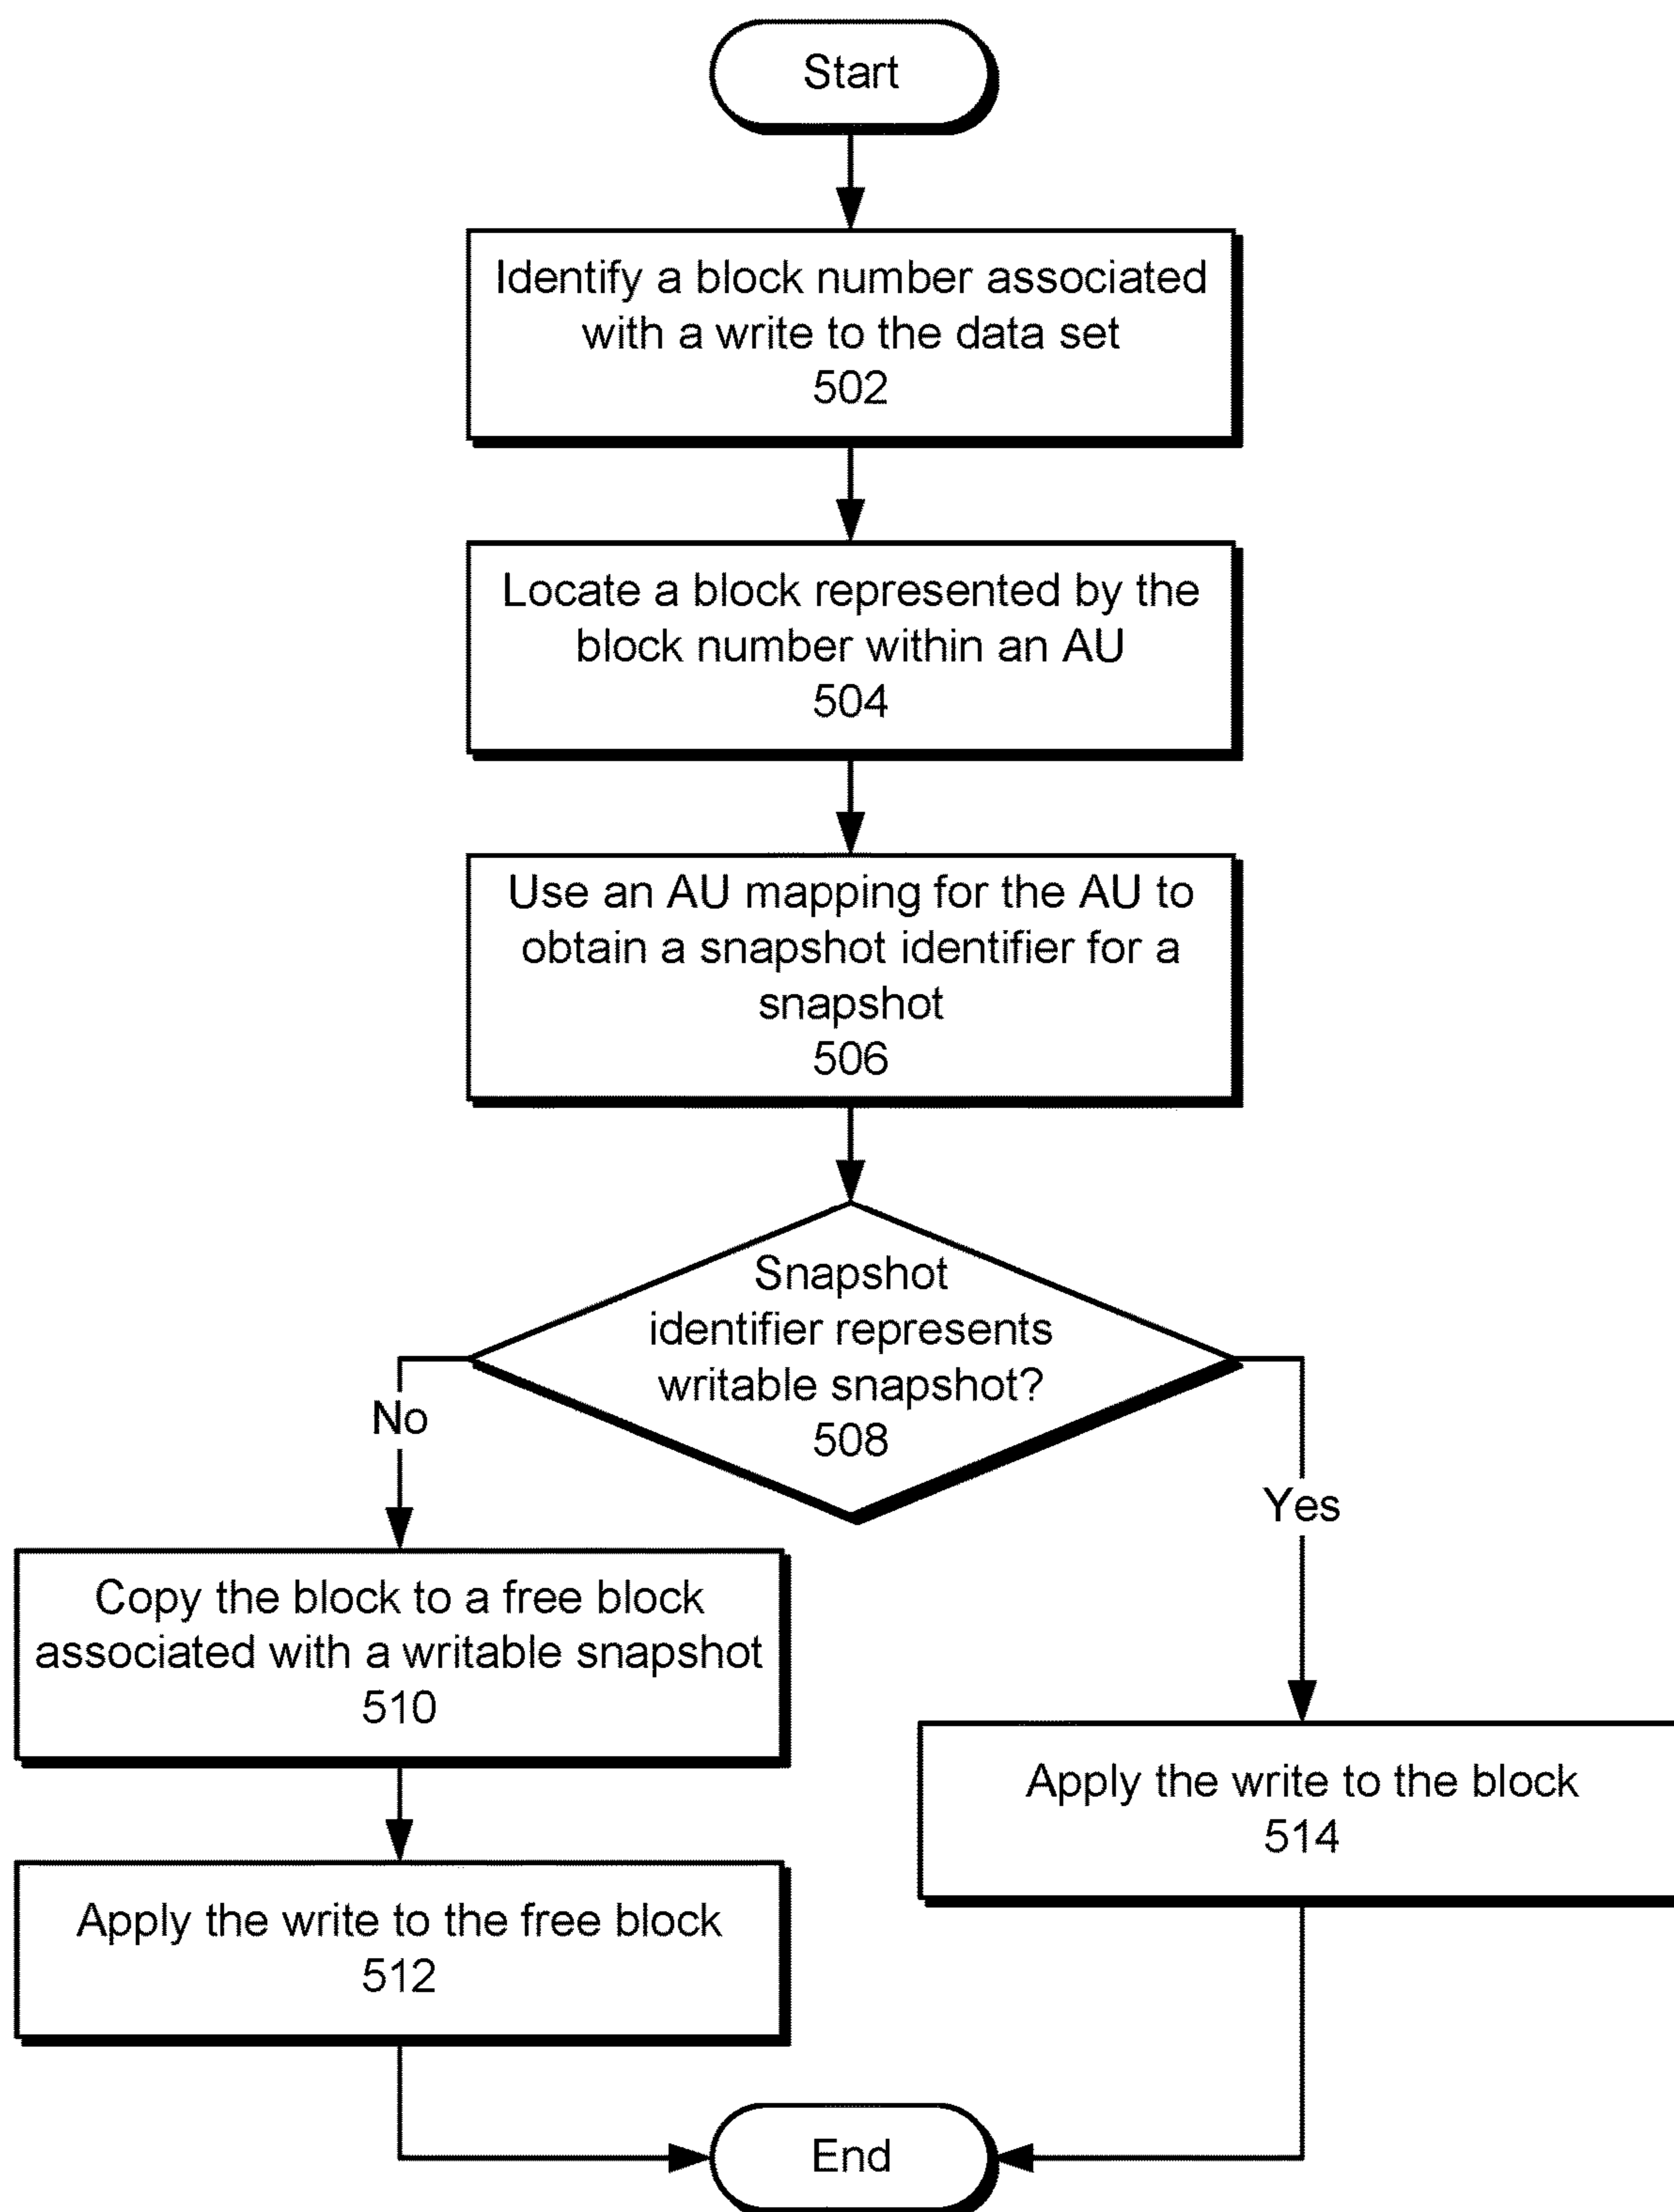 Start
Identify a block number associated
with a write to the data set
502
Locate a block represented by the
block number within an AU
504
Use an AU mapping for the AU to
obtain a snapshot identifier for a
snapshot
506
Snapshot
identifier represents
writable snapshot?
508
No
Yes
Copy the block to a free block
associated with a writable snapshot
510
Apply the write to the block
514
Apply the write to the free block
512
End